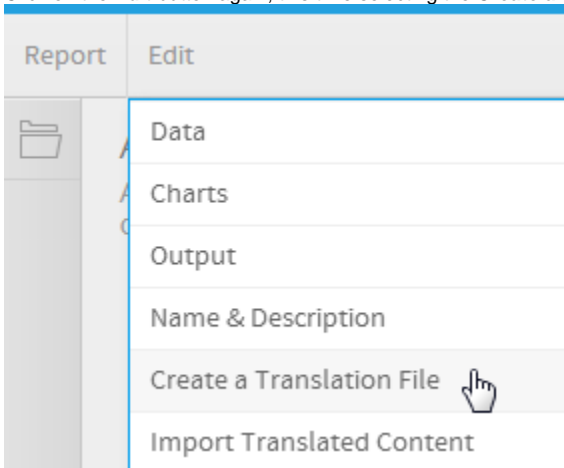 Report Edit
Data
Charts
Output
Name & Description
Create a Translation File
Import Translated Content